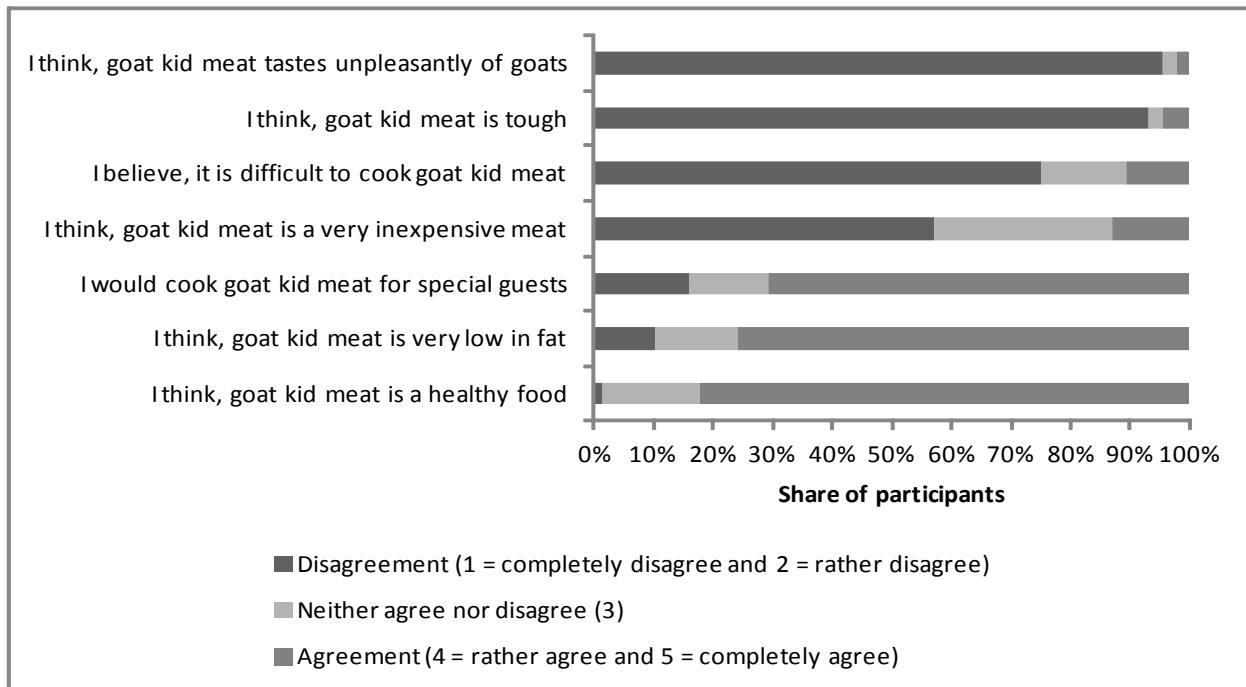 I think, goat kid meat tastes unpleasantly of goats
I think, goat kid meat is tough
I believe, it is difficult to cook goat kid meat
I think, goat kid meat is a very inexpensive meat
I would cook goat kid meat for special guests
I think, goat kid meat is very low in fat
I think, goat kid meat is a healthy food
0% 10% 20% 30% 40% 50% 60% 70% 80% 90% 100%
Share of participants
Disagreement (1 = completely disagree and 2 = rather disagree)
Neither agree nor disagree (3)
Agreement (4 = rather agree and 5 = completely agree)